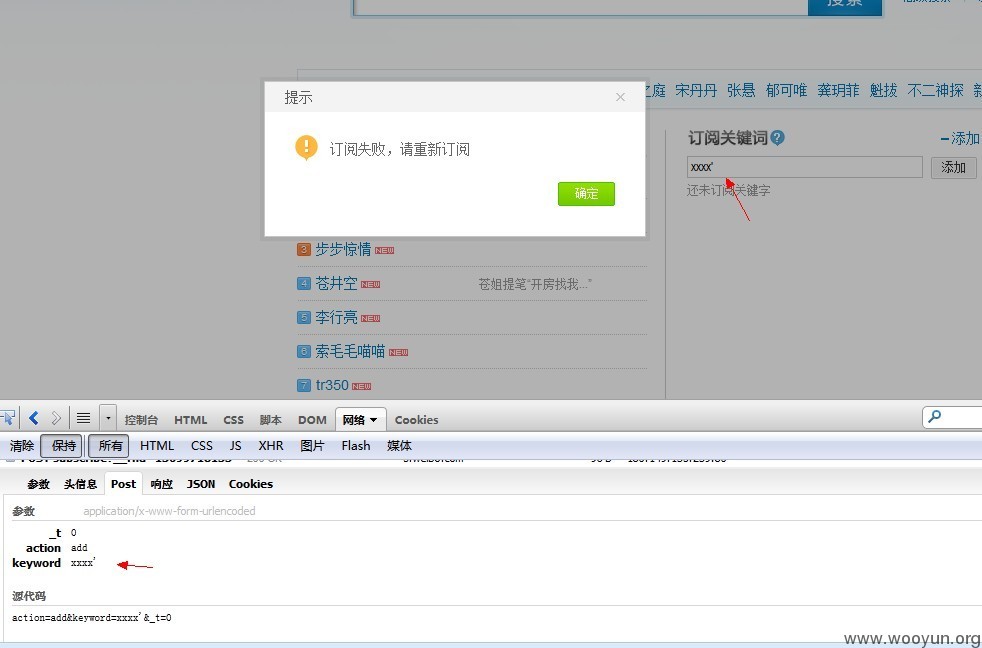 搜索
之庭 宋丹丹 张悬 郁可唯 龚玥菲 魁拔 不二神探
提示 ×
订阅失败，请重新订阅
确定
订阅关键词 ? －添加
xxxx' 添加
还未订阅关键字
3 步步惊情 NEW
4 苍井空 NEW 苍姐提笔“开房找我...”
5 李行亮 NEW
6 索毛毛喵喵 NEW
7 tr350 NEW
控制台 HTML CSS 脚本 DOM 网络 Cookies
清除 保持 所有 HTML CSS JS XHR 图片 Flash 媒体
参数 头信息 Post 响应 JSON Cookies
参数 application/x-www-form-urlencoded
_t 0
action add
keyword xxxx'
源代码
action=add&keyword=xxxx'&_t=0
www.wooyun.org